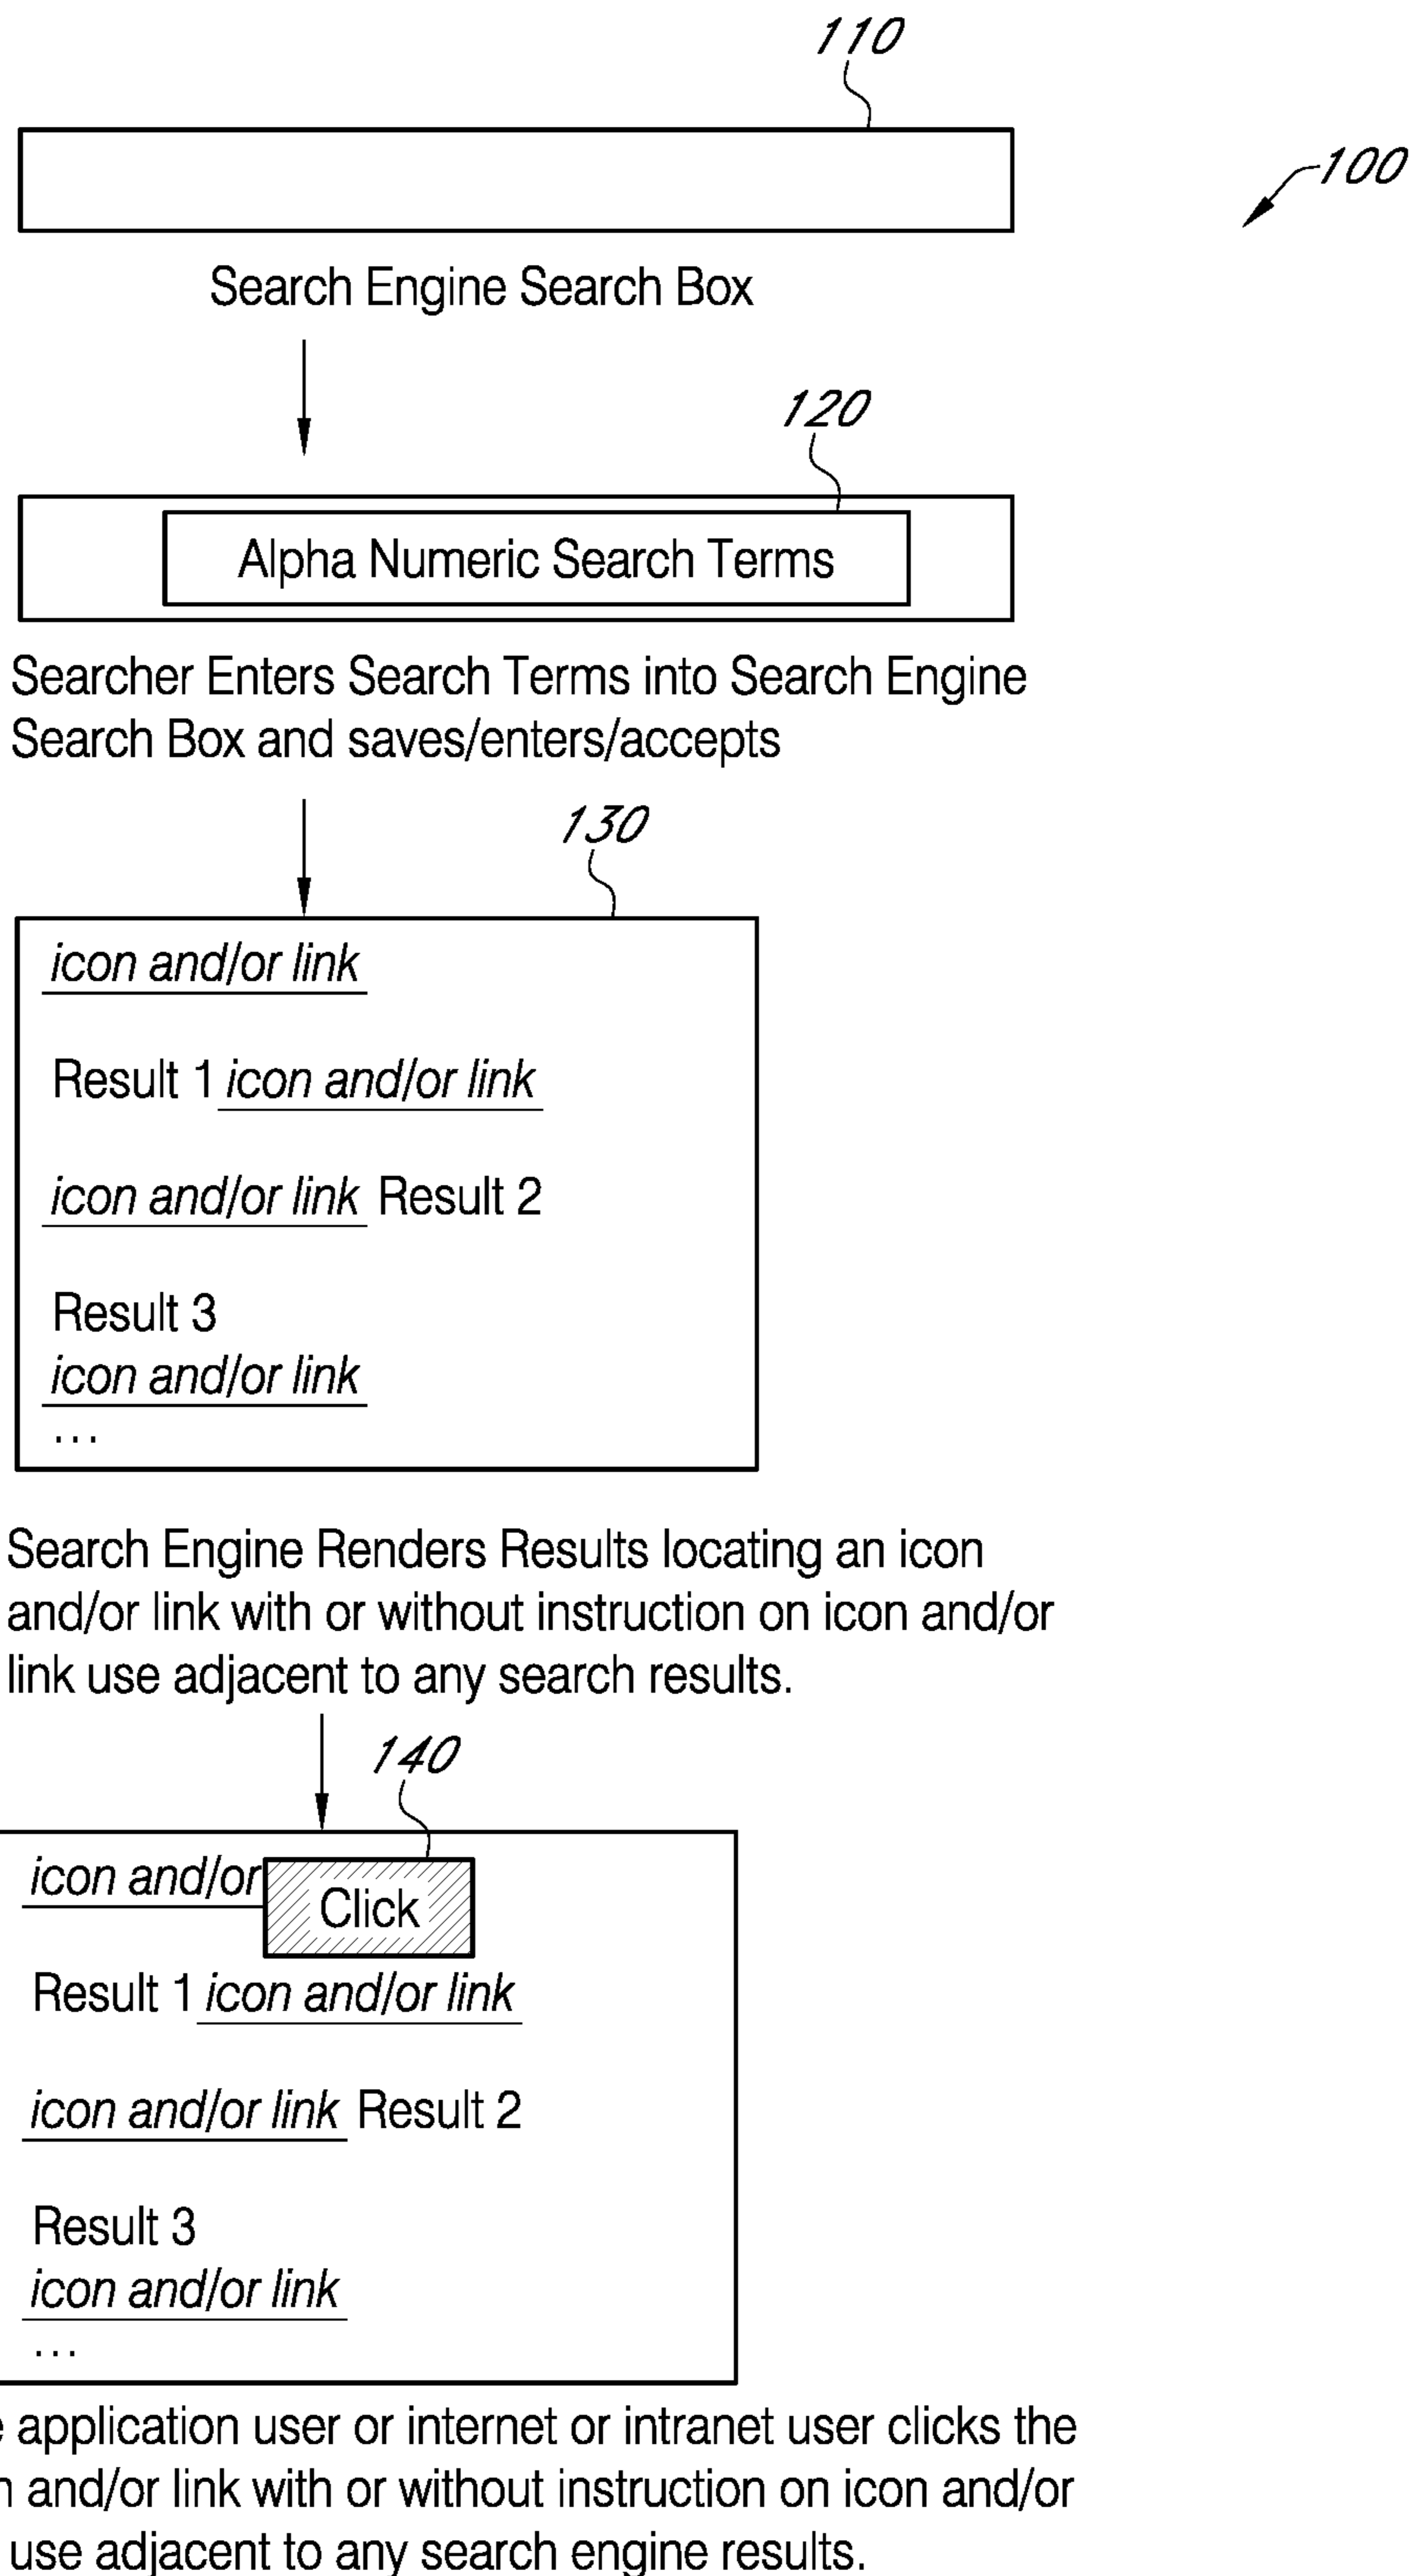 110
100
Search Engine Search Box
120
Alpha Numeric Search Terms
Searcher Enters Search Terms into Search Engine
Search Box and saves/enters/accepts
130
icon and/or link
Result 1 icon and/or link
icon and/or link Result 2
Result 3
icon and/or link
...
Search Engine Renders Results locating an icon
and/or link with or without instruction on icon and/or
link use adjacent to any search results.
140
icon and/or
Click
Result 1 icon and/or link
icon and/or link Result 2
Result 3
icon and/or link
...
application user or internet or intranet user clicks the
and/or link with or without instruction on icon and/or
use adjacent to any search engine results.